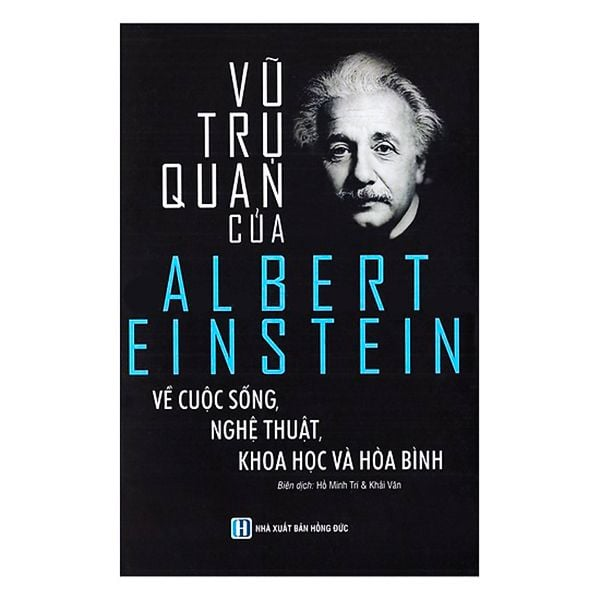 VŨ
TRỤ
QUAN
CỦA
ALBERT
EINSTEIN
VỀ CUỘC SỐNG,
NGHỆ THUẬT,
KHOA HỌC VÀ HÒA BÌNH
Biên dịch: Hồ Minh Trí & Khải Văn
H NHÀ XUẤT BẢN HỒNG ĐỨC